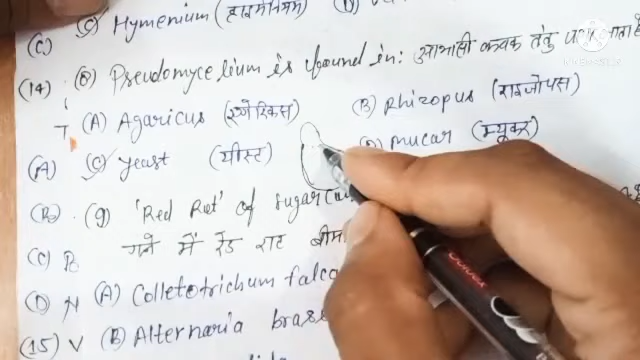 (C) (C) Hymenium (हाइमेनियम)
(14) (8) Pseudomycelium is found in: आभासी कवक तंतु
(A) Agaricus (एगेरिकस) (B) Rhizopus (राइजोपस)
(A) (C) Yeast (यीस्ट) (D) Mucar (म्यूकर)
(B) (9) 'Red Rot' of sugar
(C) गन्ने में रेड राट
(D) (A) Colletotrichum falca
(15) (B) Alternaria brass